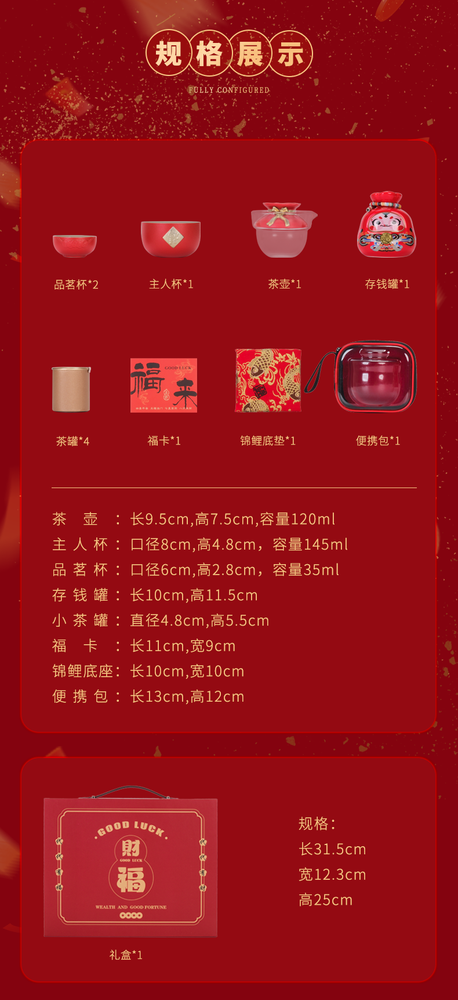 规格展示
FULLY CONFIGURED
品茗杯*2
主人杯*1
茶壶*1
存钱罐*1
福
GOOD LUCK
来
茶罐*4
福卡*1
锦鲤底垫*1
便携包*1
茶 壶 ：长9.5cm,高7.5cm,容量120ml
主人杯：口径8cm,高4.8cm，容量145ml
品茗杯：口径6cm,高2.8cm，容量35ml
存钱罐：长10cm,高11.5cm
小茶罐：直径4.8cm,高5.5cm
福 卡 ：长11cm,宽9cm
锦鲤底座：长10cm,宽10cm
便携包：长13cm,高12cm
·GOOD LUCK·
财
GOOD LUCK
福
WEALTH AND GOOD FORTUNE
礼盒*1
规格：
长31.5cm
宽12.3cm
高25cm